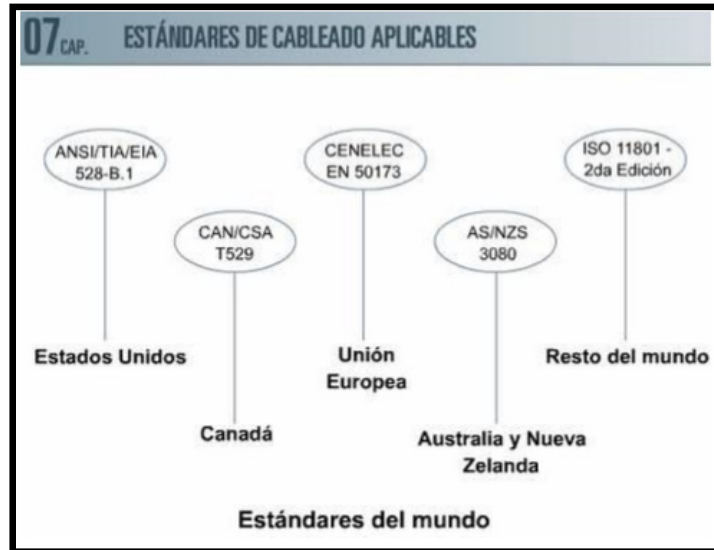 07 CAP. ESTÁNDARES DE CABLEADO APLICABLES
ANSI/TIA/EIA
528-B.1
CENELEC
EN 50173
ISO 11801 -
2da Edición
CAN/CSA
T529
AS/NZS
3080
Estados Unidos
Unión
Europea
Resto del mundo
Canadá
Australia y Nueva
Zelanda
Estándares del mundo